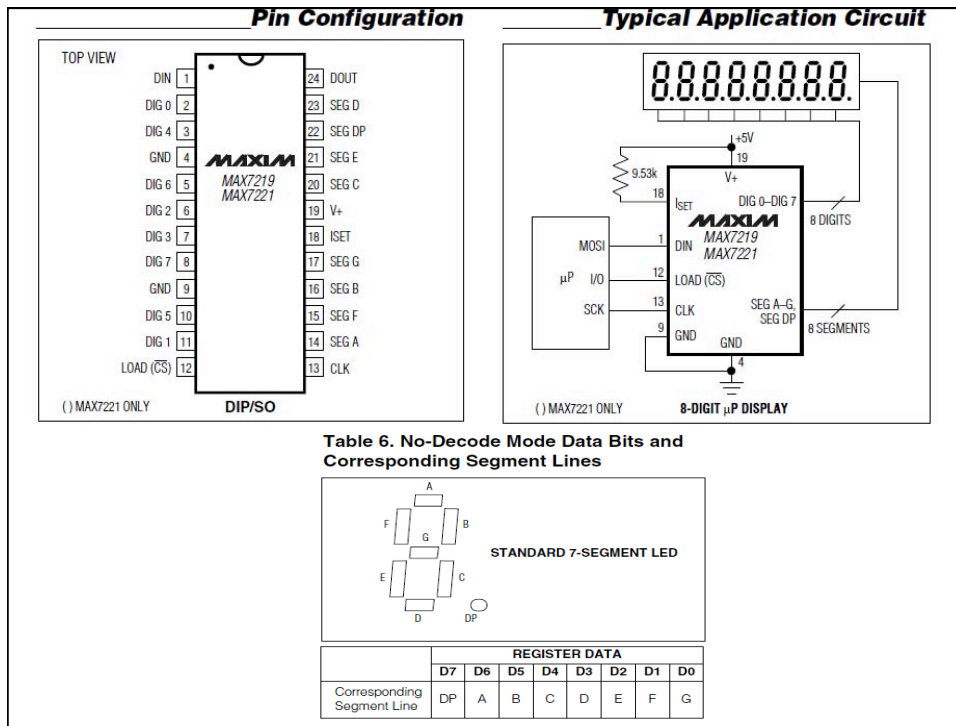 Pin Configuration
TOP VIEW
DIN 1
DIG 0 2
DIG 4 3
GND 4
DIG 6 5
DIG 2 6
DIG 3 7
DIG 7 8
GND 9
DIG 5 10
DIG 1 11
LOAD (CS) 12
MAXIM
MAX7219
MAX7221
24 DOUT
23 SEG D
22 SEG DP
21 SEG E
20 SEG C
19 V+
18 ISET
17 SEG G
16 SEG B
15 SEG F
14 SEG A
13 CLK
( ) MAX7221 ONLY
DIP/SO
Typical Application Circuit
8.8.8.8.8.8.8.8.
+5V
9.53k
19
V+
18
ISET
DIG 0–DIG 7
8 DIGITS
MAXIM
MAX7219
MAX7221
MOSI
1
DIN
µP
I/O
12
LOAD (CS)
SCK
13
CLK
SEG A–G,
SEG DP
8 SEGMENTS
9
GND
GND
4
( ) MAX7221 ONLY
8-DIGIT µP DISPLAY
Table 6. No-Decode Mode Data Bits and
Corresponding Segment Lines
A
F
B
G
STANDARD 7-SEGMENT LED
E
C
D
DP
REGISTER DATA
D7 D6 D5 D4 D3 D2 D1 D0
Corresponding
Segment Line
DP A B C D E F G